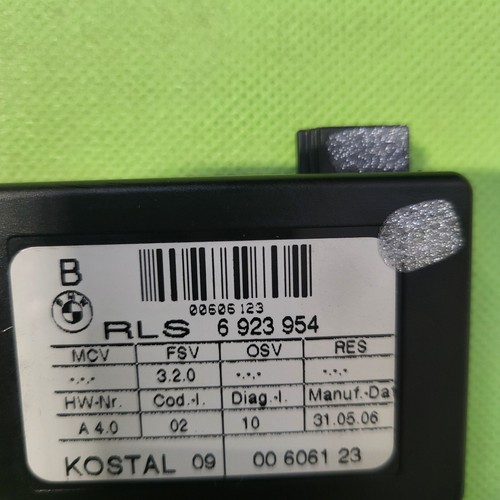 B
00606123
BMW
RLS 6 923 954
MCV FSV OSV RES
-.-.- 3.2.0 -.-.- -.-.-
HW-Nr. Cod.-I. Diag.-I. Manuf.-Da
A 4.0 02 10 31.05.06
KOSTAL 09 00 6061 23